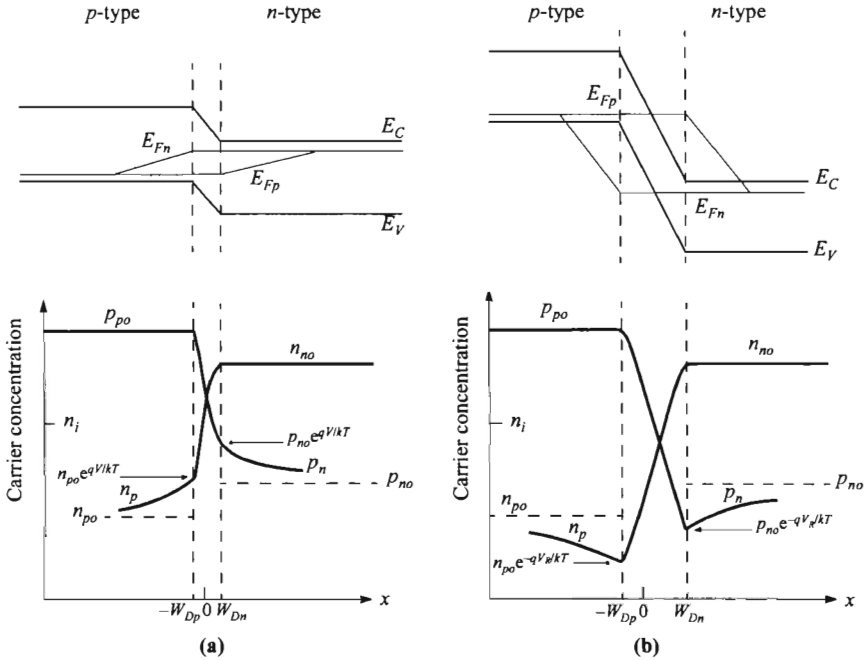 p-type n-type
E_C
E_Fn
E_Fp
E_V
Carrier concentration
p_po
n_no
n_i
p_no e^qV/kT
n_po e^qV/kT
n_p
p_n
p_no
n_po
−W_Dp 0 W_Dn x
(a)
p-type n-type
E_Fp
E_C
E_Fn
E_V
Carrier concentration
p_po
n_no
n_i
p_no
n_po
p_n
n_p
p_no e^−qV_R/kT
n_po e^−qV_R/kT
−W_Dp 0 W_Dn x
(b)